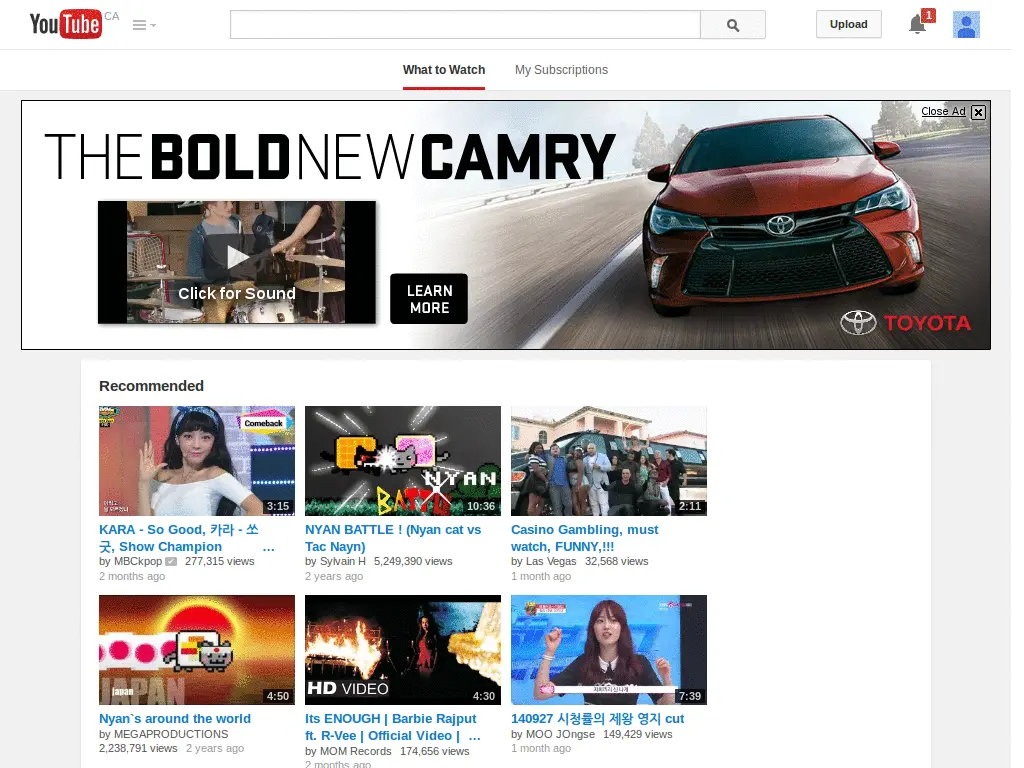 YouTube CA
Upload
1
What to Watch My Subscriptions
Close Ad
THE BOLD NEW CAMRY
Click for Sound
LEARN
MORE
TOYOTA
Recommended
Comeback
3:15
NYAN
BATTLE
10:36
2:11
KARA - So Good, 카라 - 쏘
굿, Show Champion ...
by MBCkpop 277,315 views
2 months ago
NYAN BATTLE ! (Nyan cat vs
Tac Nayn)
by Sylvain H 5,249,390 views
2 years ago
Casino Gambling, must
watch, FUNNY,!!!
by Las Vegas 32,568 views
1 month ago
japan
JAPAN
4:50
HD VIDEO
4:30
7:39
Nyan`s around the world
by MEGAPRODUCTIONS
2,238,791 views 2 years ago
Its ENOUGH | Barbie Rajput
ft. R-Vee | Official Video | ...
by MOM Records 174,656 views
2 months ago
140927 시청률의 제왕 영지 cut
by MOO JOngse 149,429 views
1 month ago